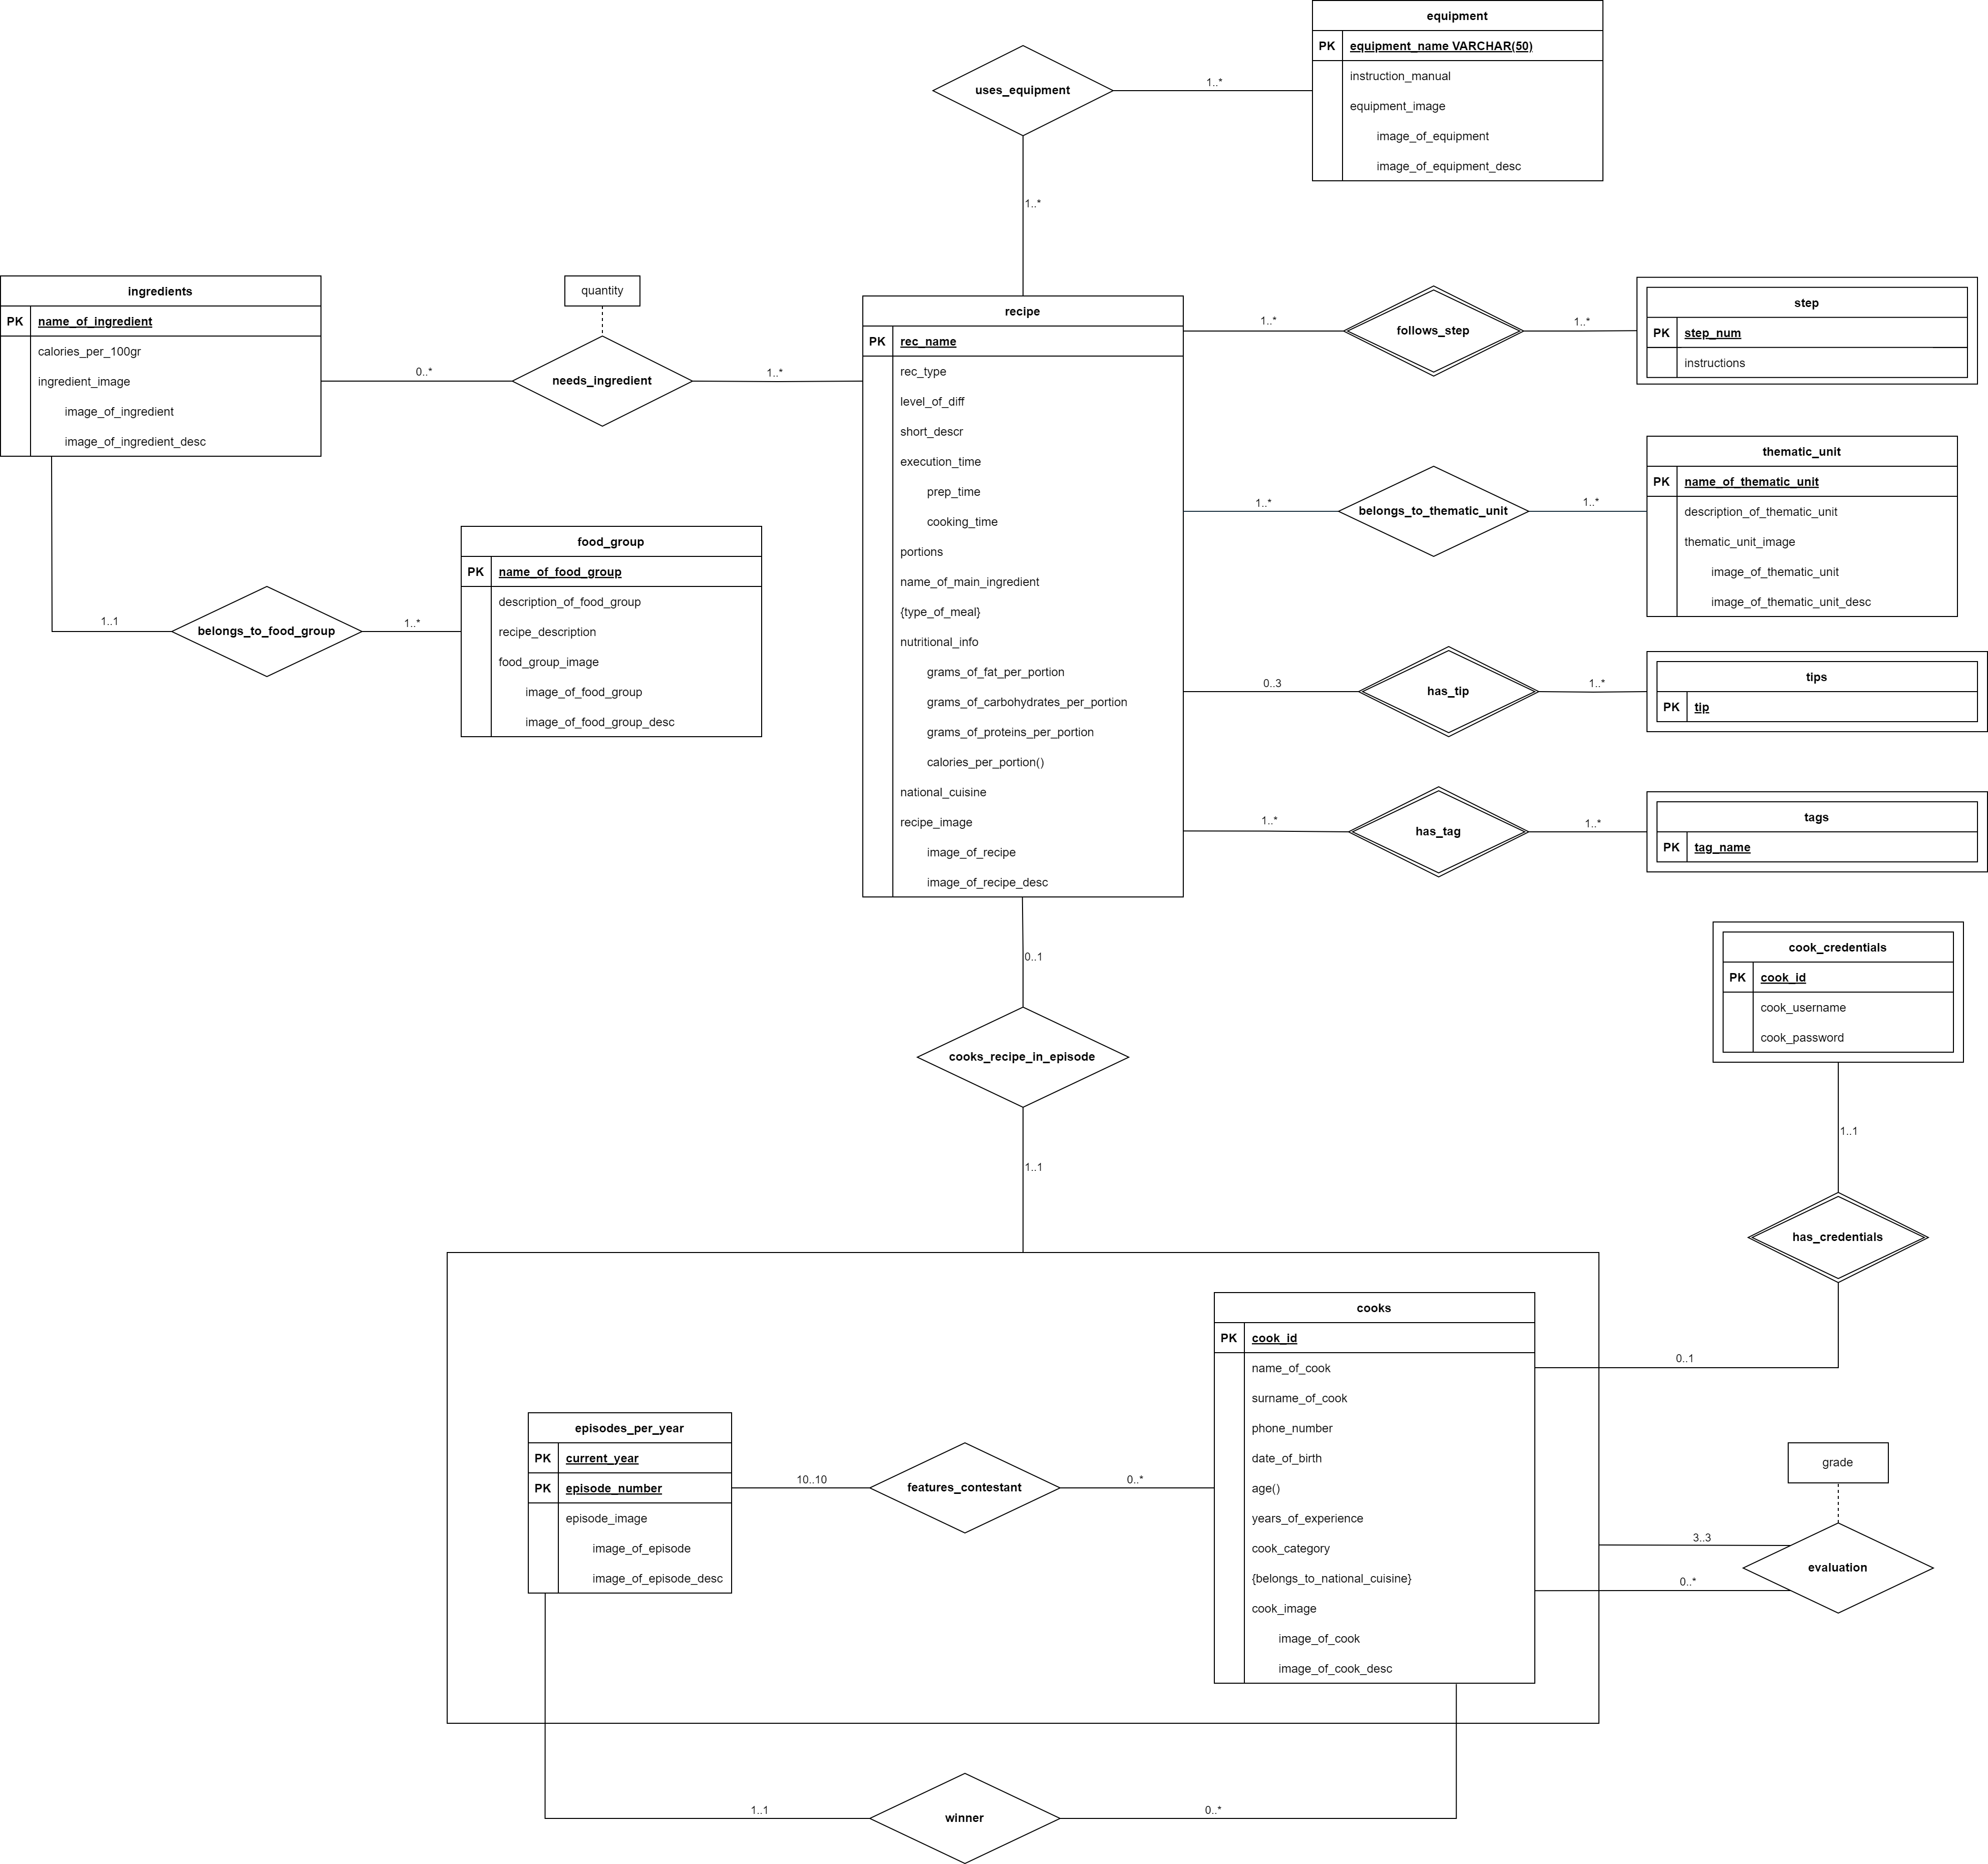 equipment
PK equipment_name VARCHAR(50)
instruction_manual
equipment_image
image_of_equipment
image_of_equipment_desc
uses_equipment
1..*
1..*
ingredients
PK name_of_ingredient
calories_per_100gr
ingredient_image
image_of_ingredient
image_of_ingredient_desc
quantity
needs_ingredient
0..*
1..*
recipe
PK rec_name
rec_type
level_of_diff
short_descr
execution_time
prep_time
cooking_time
portions
name_of_main_ingredient
{type_of_meal}
nutritional_info
grams_of_fat_per_portion
grams_of_carbohydrates_per_portion
grams_of_proteins_per_portion
calories_per_portion()
national_cuisine
recipe_image
image_of_recipe
image_of_recipe_desc
1..*
follows_step
1..*
step
PK step_num
instructions
1..*
belongs_to_thematic_unit
1..*
thematic_unit
PK name_of_thematic_unit
description_of_thematic_unit
thematic_unit_image
image_of_thematic_unit
image_of_thematic_unit_desc
food_group
PK name_of_food_group
description_of_food_group
recipe_description
food_group_image
image_of_food_group
image_of_food_group_desc
1..1
belongs_to_food_group
1..*
0..3
has_tip
1..*
tips
PK tip
1..*
has_tag
1..*
tags
PK tag_name
cook_credentials
PK cook_id
cook_username
cook_password
0..1
cooks_recipe_in_episode
1..1
1..1
has_credentials
0..1
cooks
PK cook_id
name_of_cook
surname_of_cook
phone_number
date_of_birth
age()
years_of_experience
cook_category
{belongs_to_national_cuisine}
cook_image
image_of_cook
image_of_cook_desc
episodes_per_year
PK current_year
PK episode_number
episode_image
image_of_episode
image_of_episode_desc
10..10
features_contestant
0..*
grade
3..3
evaluation
0..*
1..1
winner
0..*